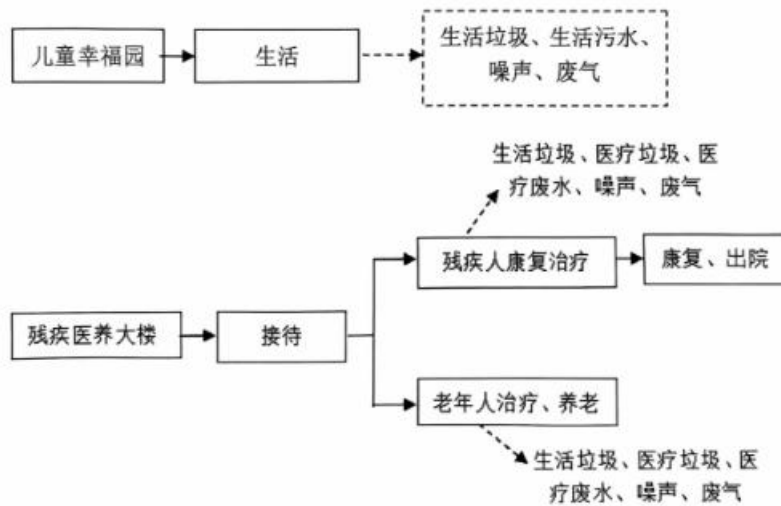 儿童幸福园
生活
生活垃圾、生活污水、
噪声、废气
生活垃圾、医疗垃圾、医
疗废水、噪声、废气
残疾人康复治疗
康复、出院
残疾医养大楼
接待
老年人治疗、养老
生活垃圾、医疗垃圾、医
疗废水、噪声、废气